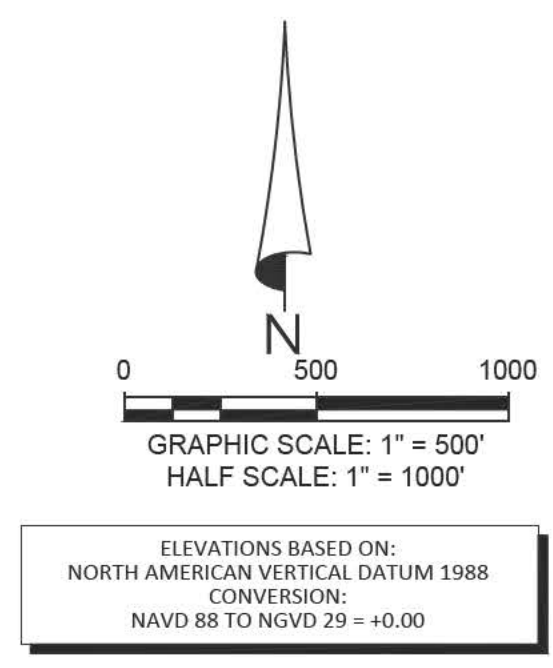 N
0 500 1000
GRAPHIC SCALE: 1" = 500'
HALF SCALE: 1" = 1000'
ELEVATIONS BASED ON:
NORTH AMERICAN VERTICAL DATUM 1988
CONVERSION:
NAVD 88 TO NGVD 29 = +0.00